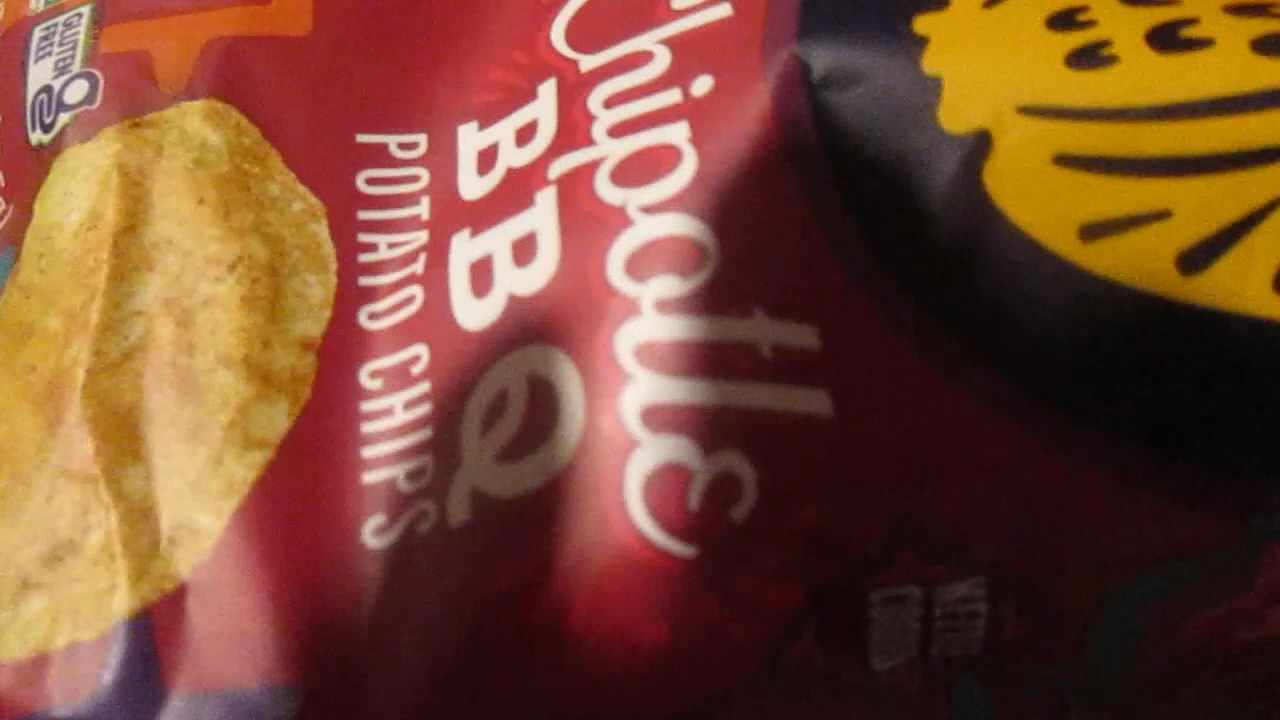 Chipotle
BBQ
POTATO CHIPS
GLUTEN
FREE